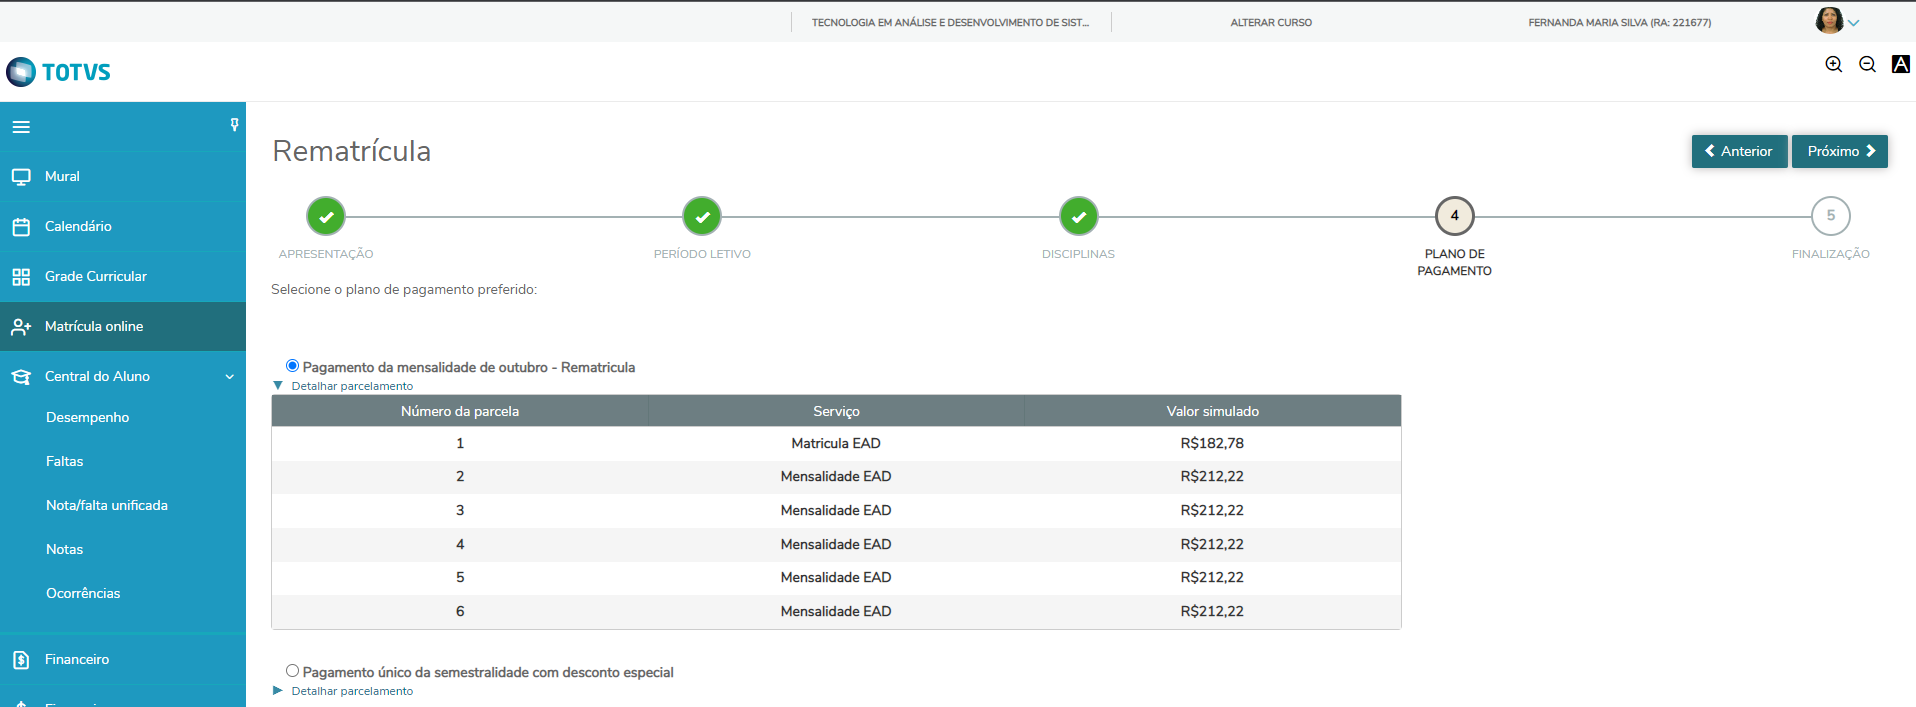 TECNOLOGIA EM ANÁLISE E DESENVOLVIMENTO DE SIST...
ALTERAR CURSO
FERNANDA MARIA SILVA (RA: 221677)
TOTVS
A
Mural
Calendário
Grade Curricular
Matrícula online
Central do Aluno
Desempenho
Faltas
Nota/falta unificada
Notas
Ocorrências
Financeiro
Rematrícula
Anterior
Próximo
4
5
APRESENTAÇÃO
PERÍODO LETIVO
DISCIPLINAS
PLANO DE
PAGAMENTO
FINALIZAÇÃO
Selecione o plano de pagamento preferido:
Pagamento da mensalidade de outubro - Rematricula
Detalhar parcelamento
Número da parcela Serviço Valor simulado
1 Matricula EAD R$182,78
2 Mensalidade EAD R$212,22
3 Mensalidade EAD R$212,22
4 Mensalidade EAD R$212,22
5 Mensalidade EAD R$212,22
6 Mensalidade EAD R$212,22
Pagamento único da semestralidade com desconto especial
Detalhar parcelamento